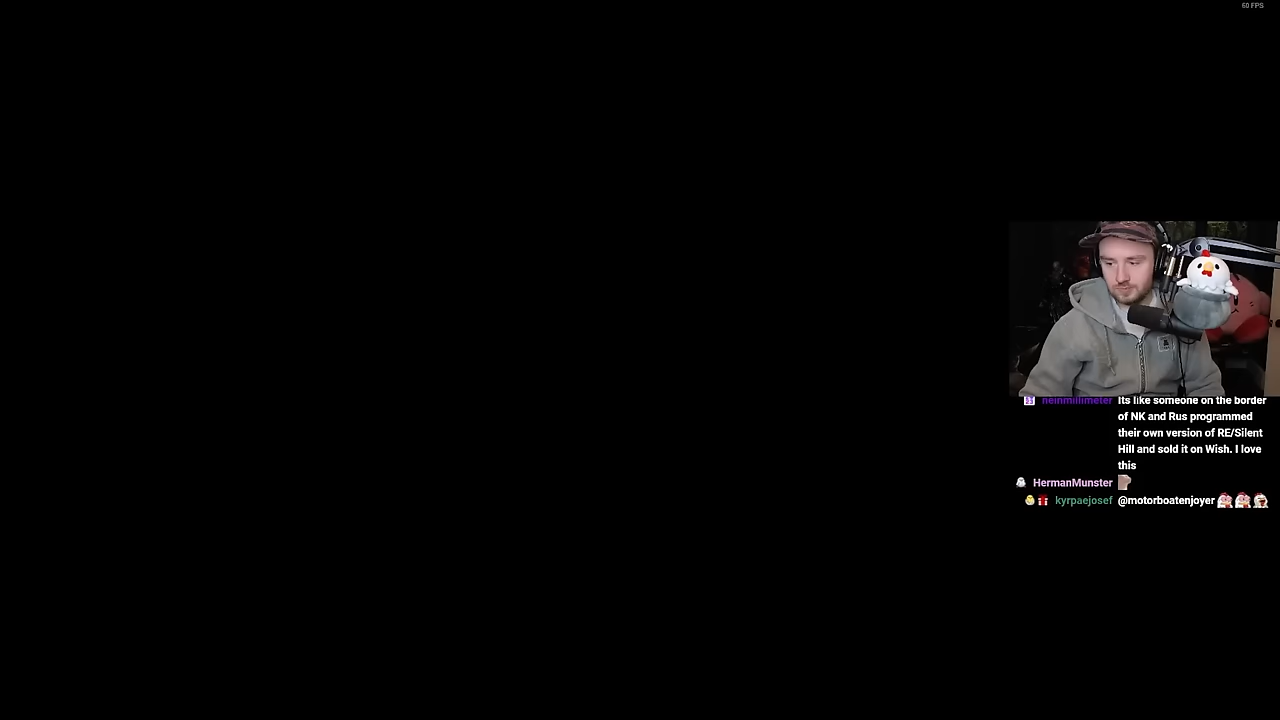 60 FPS
neinmillimeter Its like someone on the border
of NK and Rus programmed
their own version of RE/Silent
Hill and sold it on Wish. I love
this
HermanMunster
kyrpaejosef @motorboatenjoyer